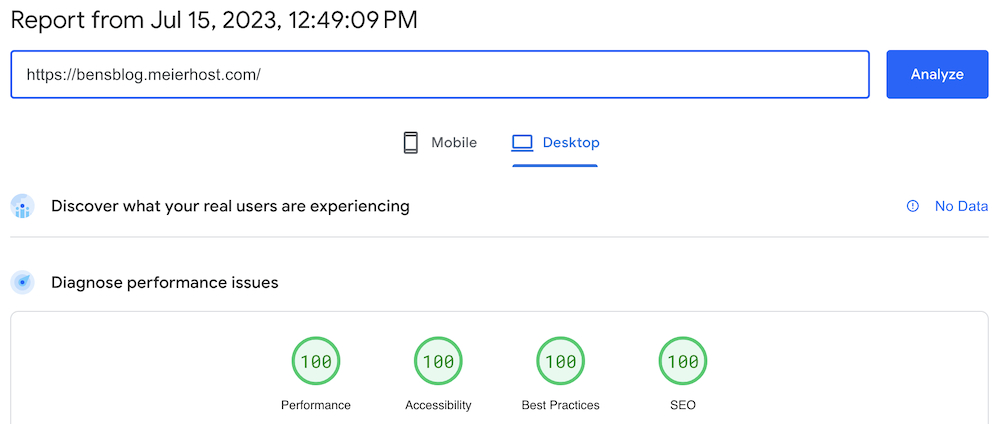 Report from Jul 15, 2023, 12:49:09 PM
https://bensblog.meierhost.com/
Analyze
Mobile
Desktop
Discover what your real users are experiencing
No Data
Diagnose performance issues
100 100 100 100
Performance Accessibility Best Practices SEO